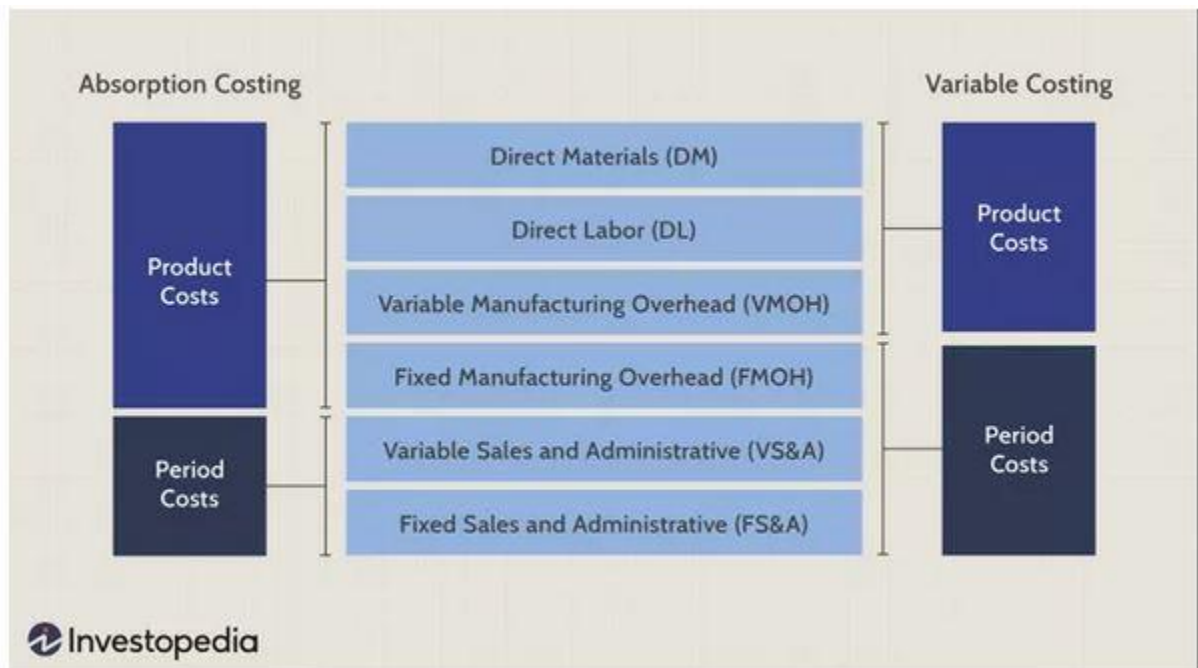 Absorption Costing
Variable Costing
Product
Costs
Period
Costs
Direct Materials (DM)
Direct Labor (DL)
Variable Manufacturing Overhead (VMOH)
Fixed Manufacturing Overhead (FMOH)
Variable Sales and Administrative (VS&A)
Fixed Sales and Administrative (FS&A)
Product
Costs
Period
Costs
Investopedia